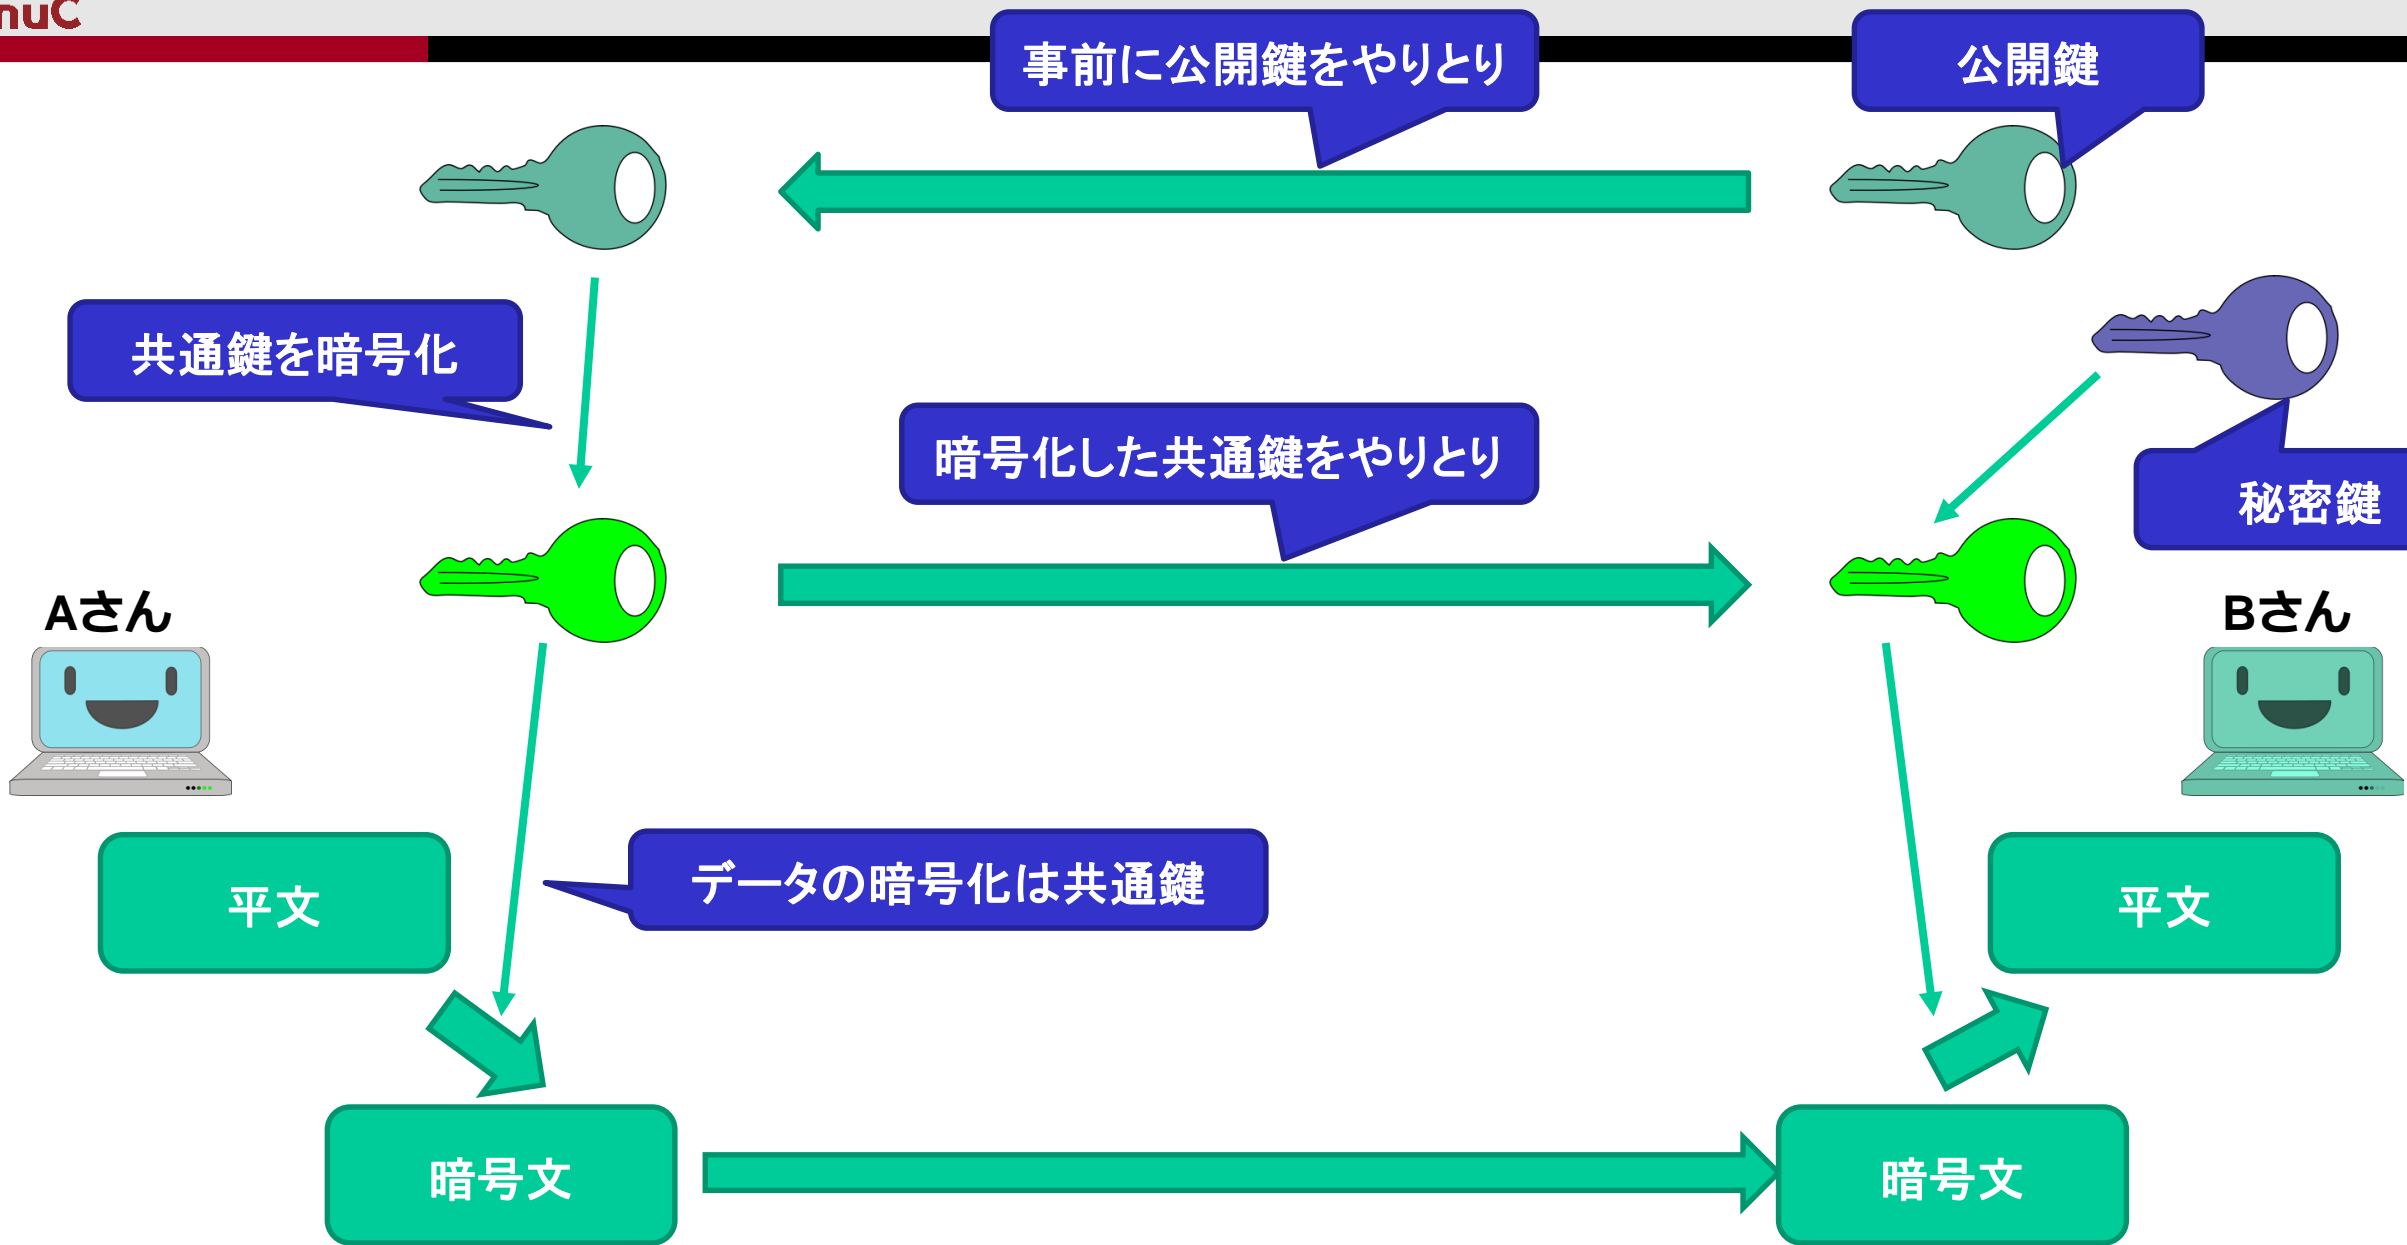 nuC
事前に公開鍵をやりとり
公開鍵
共通鍵を暗号化
暗号化した共通鍵をやりとり
秘密鍵
Aさん
Bさん
データの暗号化は共通鍵
平文
平文
暗号文
暗号文